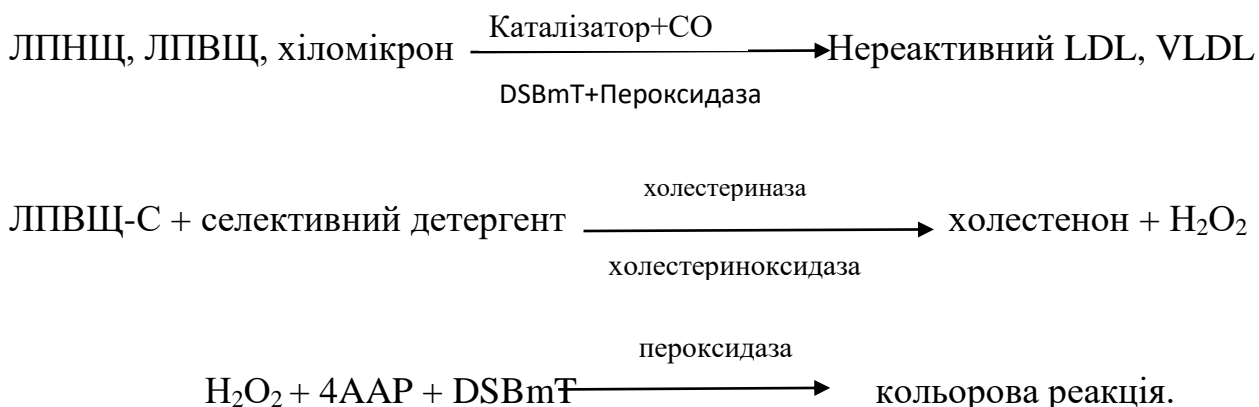 Каталізатор+CO
ЛПНЩ, ЛПВЩ, хіломікрон Нереактивний LDL, VLDL
DSBmT+Пероксидаза
холестериназа
ЛПВЩ-С + селективний детергент холестенон + H₂O₂
холестериноксидаза
пероксидаза
H₂O₂ + 4AAP + DSBmT кольорова реакція.